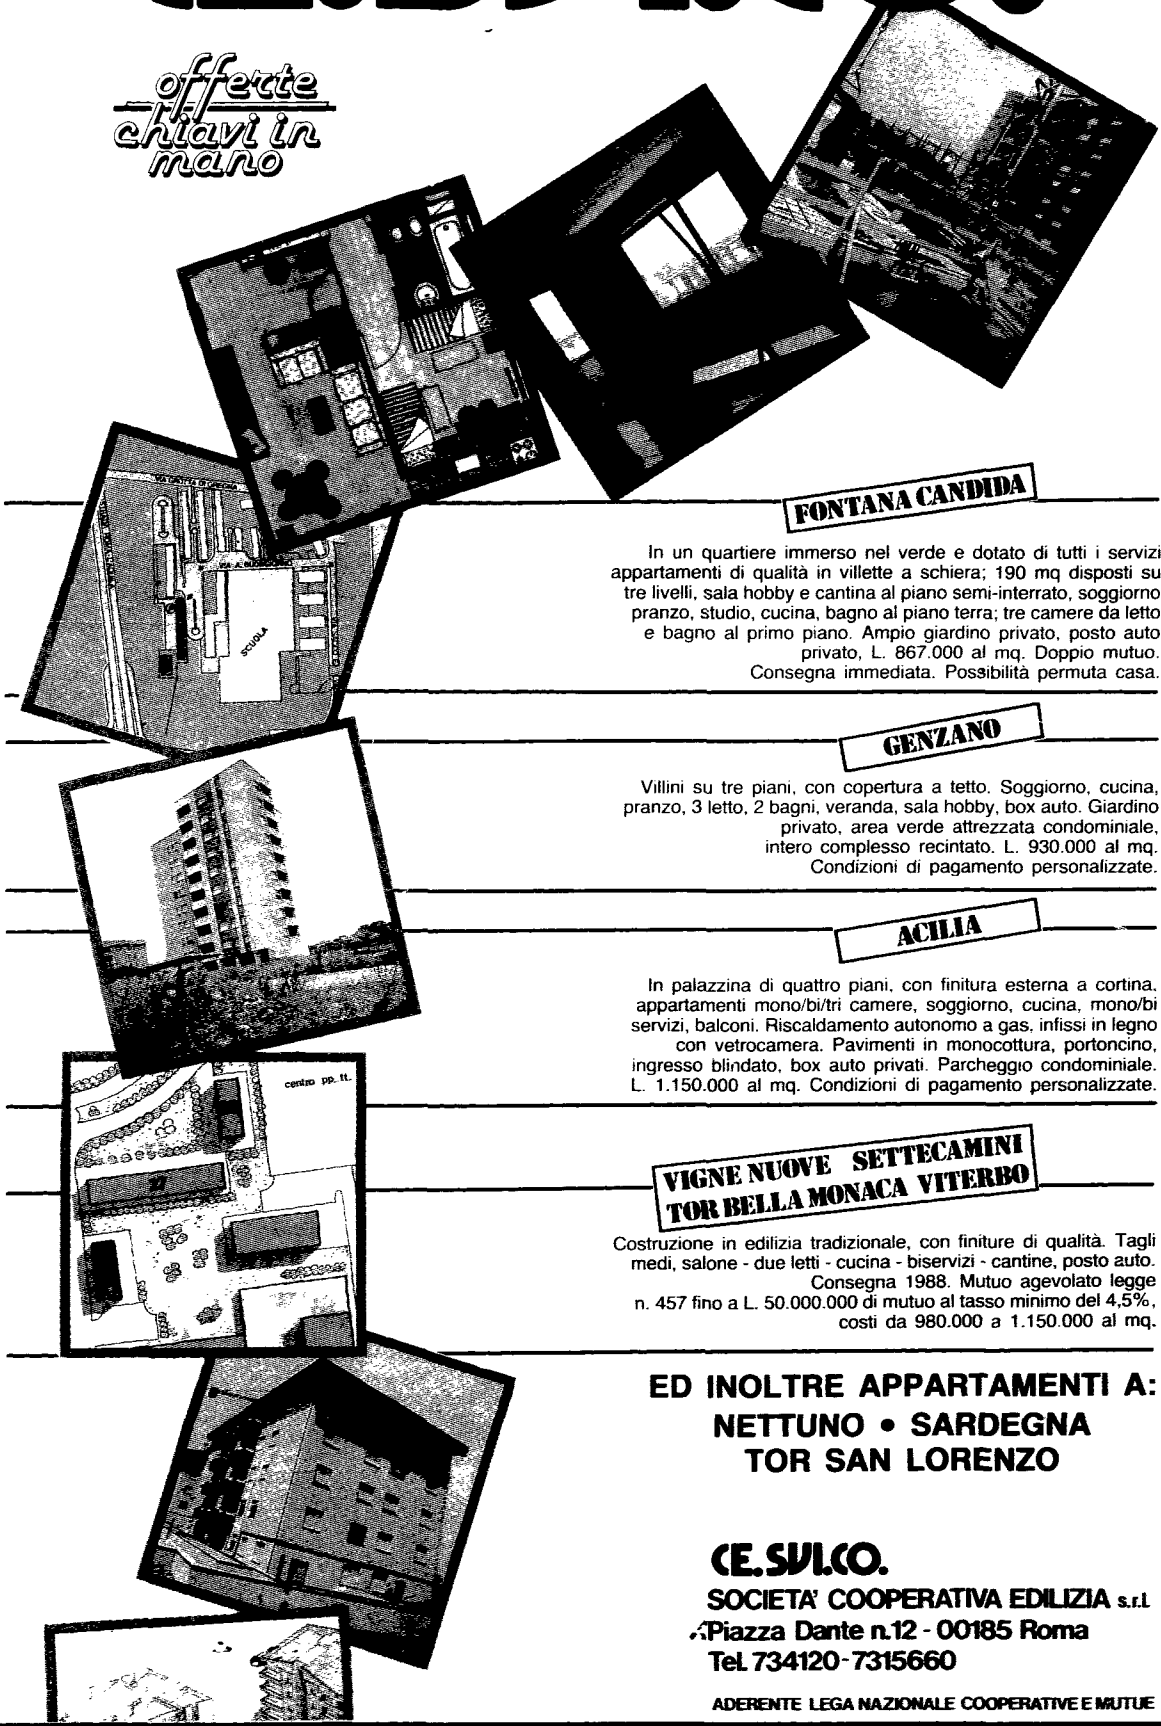 offerte
chiavi in
mano
SCUOLA
FONTANA CANDIDA
In un quartiere immerso nel verde e dotato di tutti i servizi
appartamenti di qualità in villette a schiera; 190 mq disposti su
tre livelli, sala hobby e cantina al piano semi-interrato, soggiorno
pranzo, studio, cucina, bagno al piano terra; tre camere da letto
e bagno al primo piano. Ampio giardino privato, posto auto
privato, L. 867.000 al mq. Doppio mutuo.
Consegna immediata. Possibilità permuta casa.
GENZANO
Villini su tre piani, con copertura a tetto. Soggiorno, cucina,
pranzo, 3 letto, 2 bagni, veranda, sala hobby, box auto. Giardino
privato, area verde attrezzata condominiale,
intero complesso recintato. L. 930.000 al mq.
Condizioni di pagamento personalizzate.
ACILIA
In palazzina di quattro piani, con finitura esterna a cortina,
appartamenti mono/bi/tri camere, soggiorno, cucina, mono/bi
servizi, balconi. Riscaldamento autonomo a gas, infissi in legno
con vetrocamera. Pavimenti in monocottura, portoncino,
ingresso blindato, box auto privati. Parcheggio condominiale.
L. 1.150.000 al mq. Condizioni di pagamento personalizzate.
centro pp. tt.
27
VIGNE NUOVE SETTECAMINI
TOR BELLA MONACA VITERBO
Costruzione in edilizia tradizionale, con finiture di qualità. Tagli
medi, salone - due letti - cucina - biservizi - cantine, posto auto.
Consegna 1988. Mutuo agevolato legge
n. 457 fino a L. 50.000.000 di mutuo al tasso minimo del 4,5%,
costi da 980.000 a 1.150.000 al mq.
ED INOLTRE APPARTAMENTI A:
NETTUNO • SARDEGNA
TOR SAN LORENZO
CE.SVI.CO.
SOCIETA' COOPERATIVA EDILIZIA s.r.l.
Piazza Dante n.12 - 00185 Roma
Tel. 734120-7315660
ADERENTE LEGA NAZIONALE COOPERATIVE E MUTUE